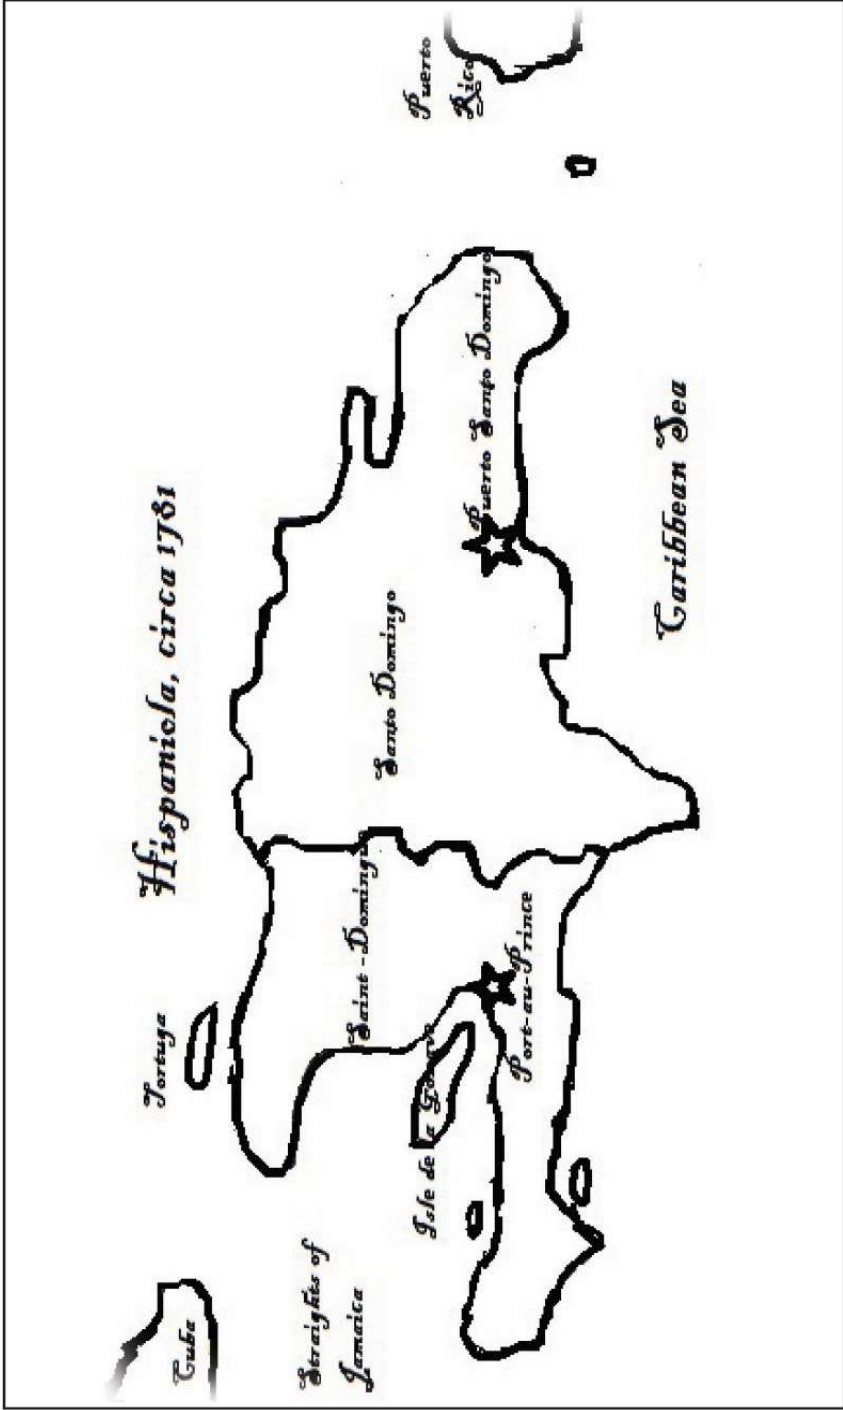 Hispaniola, circa 1781
Cuba
Tortuga
Straights of
Jamaica
Saint-Domingue
Santo Domingo
Puerto
Rico
Isle de la Gonave
Port-au-Prince
Puerto Santo Domingo
Caribbean Sea